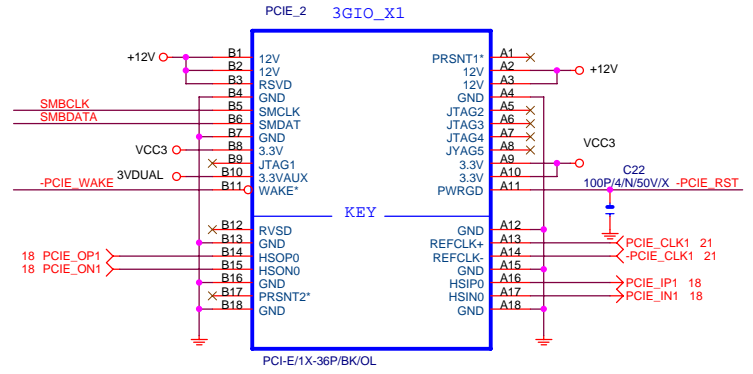 PCIE_2 3GIO_X1
+12V B1 12V PRSNT1* A1
B2 12V 12V A2 +12V
B3 RSVD 12V A3
B4 GND GND A4
SMBCLK B5 SMCLK JTAG2 A5
SMBDATA B6 SMDAT JTAG3 A6
B7 GND JTAG4 A7
VCC3 B8 3.3V JYAG5 A8 VCC3
B9 JTAG1 3.3V A9
3VDUAL B10 3.3VAUX 3.3V A10 C22
-PCIE_WAKE B11 WAKE* PWRGD A11 100P/4/N/50V/X -PCIE_RST
KEY
B12 RVSD GND A12
B13 GND REFCLK+ A13 PCIE_CLK1 21
18 PCIE_OP1 B14 HSOP0 REFCLK- A14 -PCIE_CLK1 21
18 PCIE_ON1 B15 HSON0 GND A15
B16 GND HSIP0 A16 PCIE_IP1 18
B17 PRSNT2* HSIN0 A17 PCIE_IN1 18
B18 GND GND A18
PCI-E/1X-36P/BK/OL